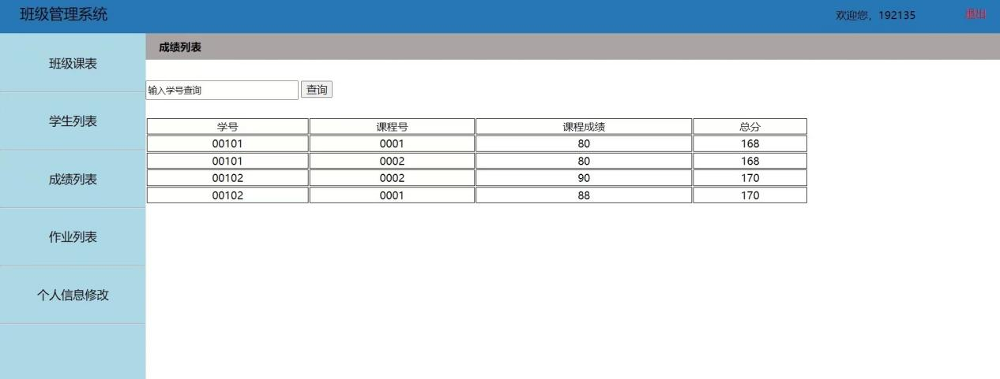 班级管理系统 欢迎您，192135 退出
班级课表
学生列表
成绩列表
作业列表
个人信息修改
成绩列表
输入学号查询 查询
学号 课程号 课程成绩 总分
00101 0001 80 168
00101 0002 80 168
00102 0002 90 170
00102 0001 88 170